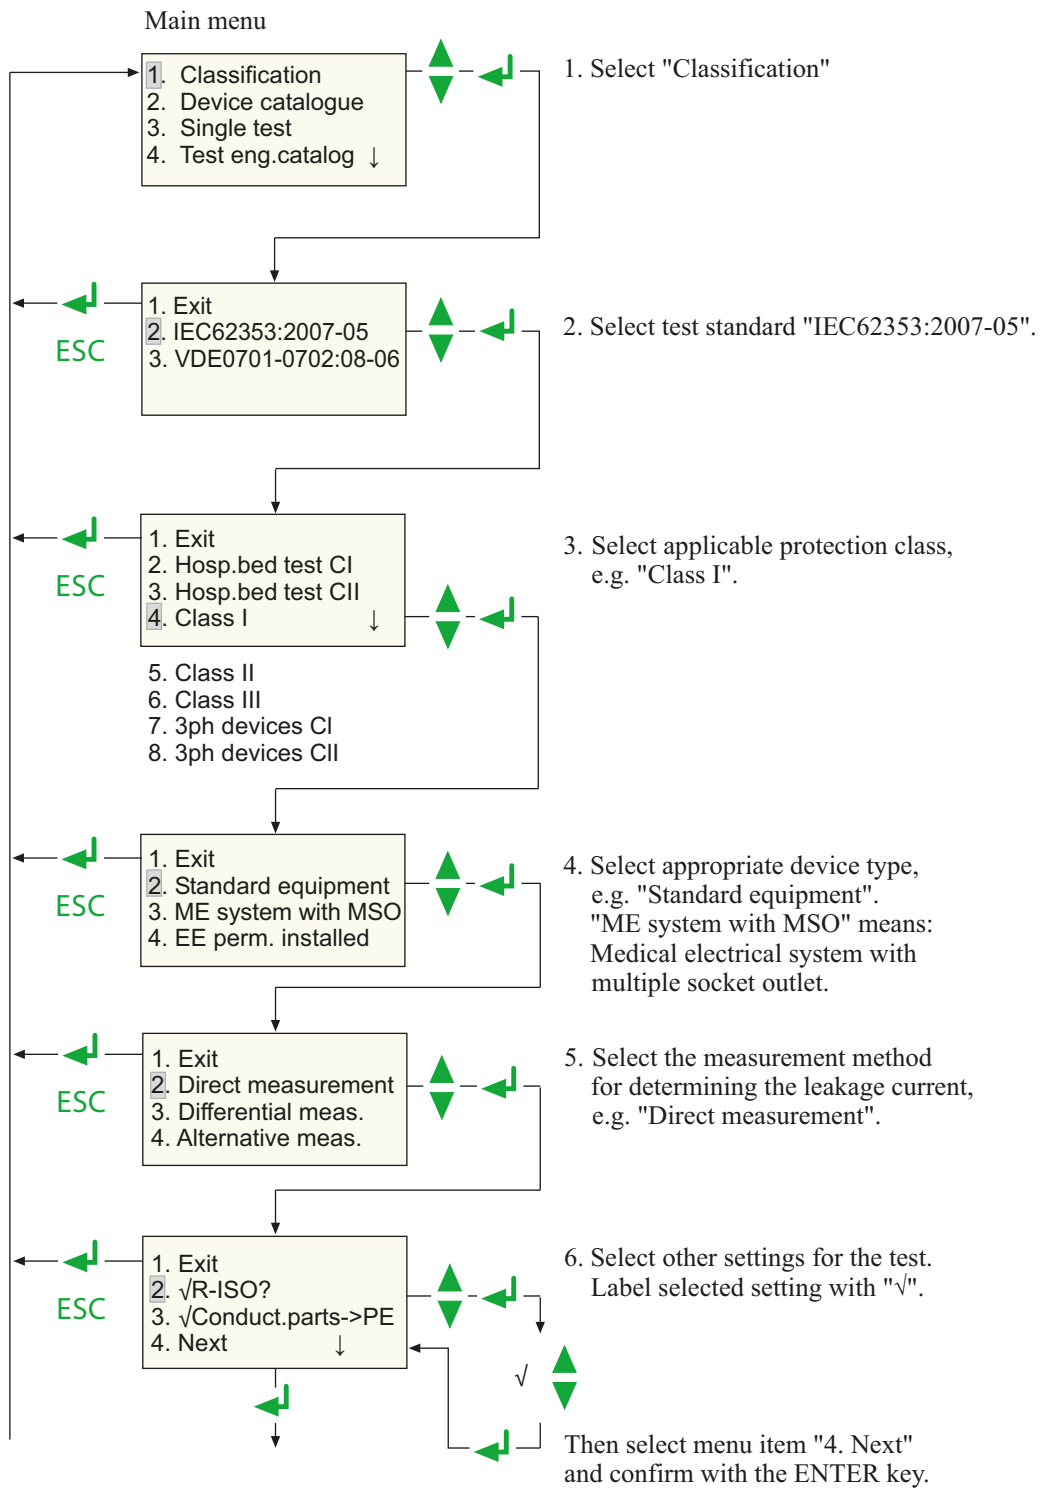 Main menu
1. Classification
2. Device catalogue
3. Single test
4. Test eng.catalog ↓
1. Select "Classification"
1. Exit
2. IEC62353:2007-05
3. VDE0701-0702:08-06
ESC
2. Select test standard "IEC62353:2007-05".
1. Exit
2. Hosp.bed test CI
3. Hosp.bed test CII
4. Class I ↓
5. Class II
6. Class III
7. 3ph devices CI
8. 3ph devices CII
ESC
3. Select applicable protection class,
e.g. "Class I".
1. Exit
2. Standard equipment
3. ME system with MSO
4. EE perm. installed
ESC
4. Select appropriate device type,
e.g. "Standard equipment".
"ME system with MSO" means:
Medical electrical system with
multiple socket outlet.
1. Exit
2. Direct measurement
3. Differential meas.
4. Alternative meas.
ESC
5. Select the measurement method
for determining the leakage current,
e.g. "Direct measurement".
1. Exit
2. √R-ISO?
3. √Conduct.parts->PE
4. Next ↓
ESC
6. Select other settings for the test.
Label selected setting with "√".
√
Then select menu item "4. Next"
and confirm with the ENTER key.